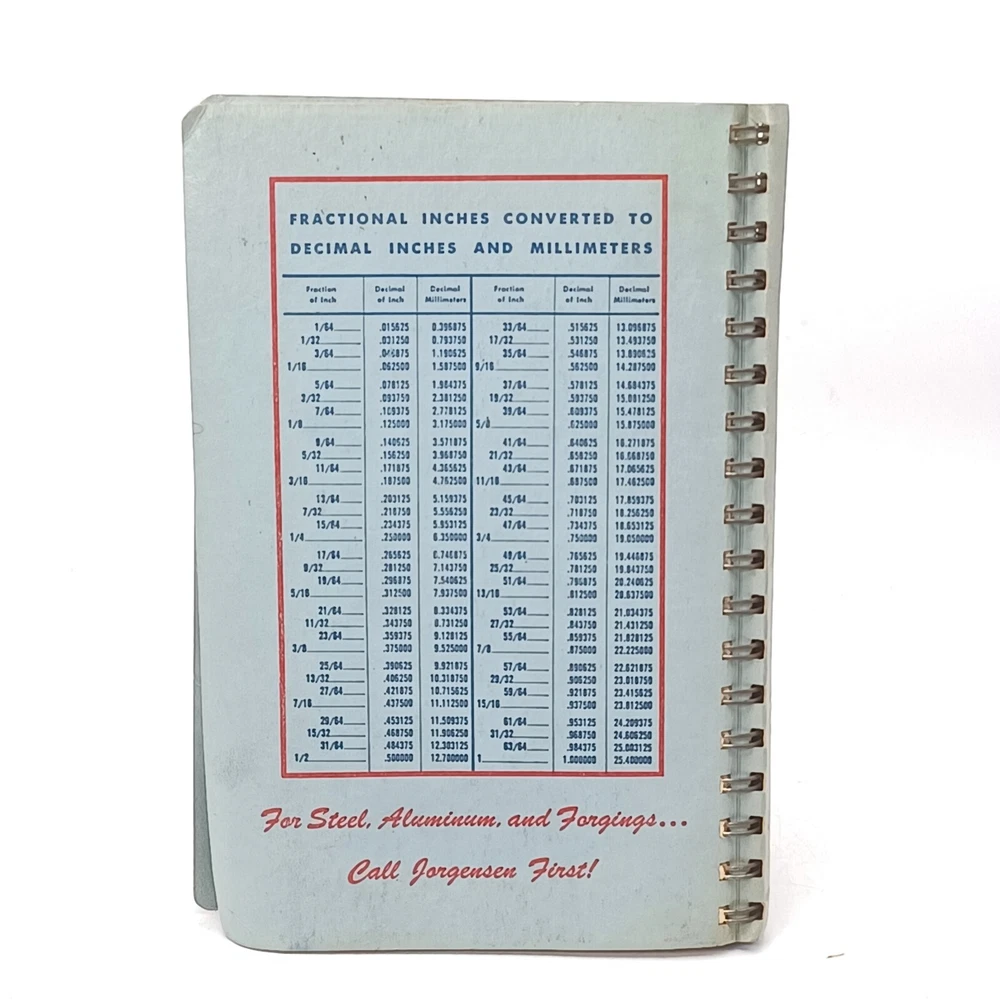 FRACTIONAL INCHES CONVERTED TO
DECIMAL INCHES AND MILLIMETERS
Fraction of Inch Decimal of Inch Decimal Millimeters Fraction of Inch Decimal of Inch Decimal Millimeters
1/64 .015625 0.396875 33/64 .515625 13.096875
1/32 .031250 0.793750 17/32 .531250 13.493750
3/64 .046875 1.190625 35/64 .546875 13.890625
1/16 .062500 1.587500 9/16 .562500 14.287500
5/64 .078125 1.984375 37/64 .578125 14.684375
3/32 .093750 2.381250 19/32 .593750 15.081250
7/64 .109375 2.778125 39/64 .609375 15.478125
1/8 .125000 3.175000 5/8 .625000 15.875000
9/64 .140625 3.571875 41/64 .640625 16.271875
5/32 .156250 3.968750 21/32 .656250 16.668750
11/64 .171875 4.365625 43/64 .671875 17.065625
3/16 .187500 4.762500 11/16 .687500 17.462500
13/64 .203125 5.159375 45/64 .703125 17.859375
7/32 .218750 5.556250 23/32 .718750 18.256250
15/64 .234375 5.953125 47/64 .734375 18.653125
1/4 .250000 6.350000 3/4 .750000 19.050000
17/64 .265625 6.746875 49/64 .765625 19.446875
9/32 .281250 7.143750 25/32 .781250 19.843750
19/64 .296875 7.540625 51/64 .796875 20.240625
5/16 .312500 7.937500 13/16 .812500 20.637500
21/64 .328125 8.334375 53/64 .828125 21.034375
11/32 .343750 8.731250 27/32 .843750 21.431250
23/64 .359375 9.128125 55/64 .859375 21.828125
3/8 .375000 9.525000 7/8 .875000 22.225000
25/64 .390625 9.921875 57/64 .890625 22.621875
13/32 .406250 10.318750 29/32 .906250 23.018750
27/64 .421875 10.715625 59/64 .921875 23.415625
7/16 .437500 11.112500 15/16 .937500 23.812500
29/64 .453125 11.509375 61/64 .953125 24.209375
15/32 .468750 11.906250 31/32 .968750 24.606250
31/64 .484375 12.303125 63/64 .984375 25.003125
1/2 .500000 12.700000 1 1.000000 25.400000
For Steel, Aluminum, and Forgings...
Call Jorgensen First!